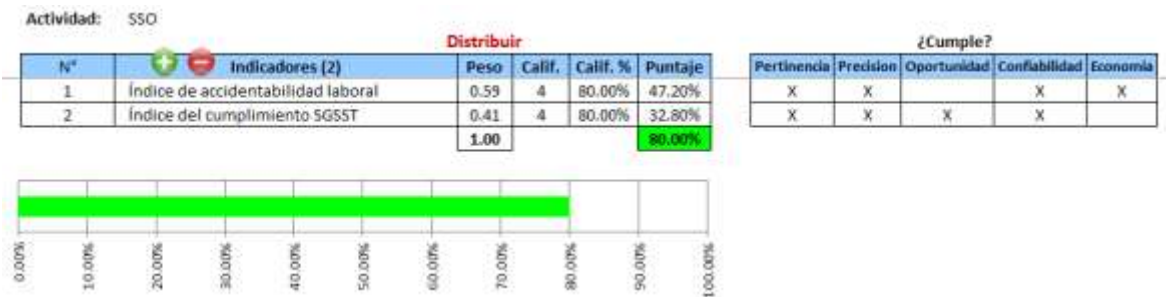 Actividad: SSO
Distribuir ¿Cumple?
N° Indicadores (2) Peso Calif. Calif. % Puntaje Pertinencia Precision Oportunidad Confiabilidad Economia
1 Índice de accidentabilidad laboral 0.59 4 80.00% 47.20% X X X X
2 Índice del cumplimiento SGSST 0.41 4 80.00% 32.80% X X X X
1.00 80.00%
0.00% 10.00% 20.00% 30.00% 40.00% 50.00% 60.00% 70.00% 80.00% 90.00% 100.00%